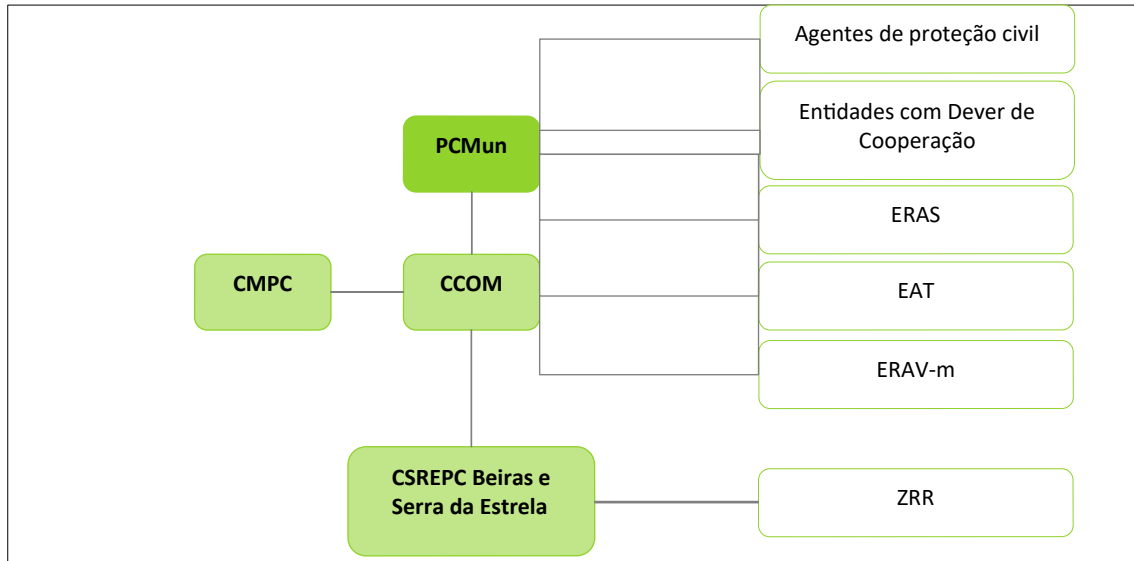 Agentes de proteção civil
Entidades com Dever de
Cooperação
PCMun
ERAS
CMPC
CCOM
EAT
ERAV-m
CSREPC Beiras e
Serra da Estrela
ZRR